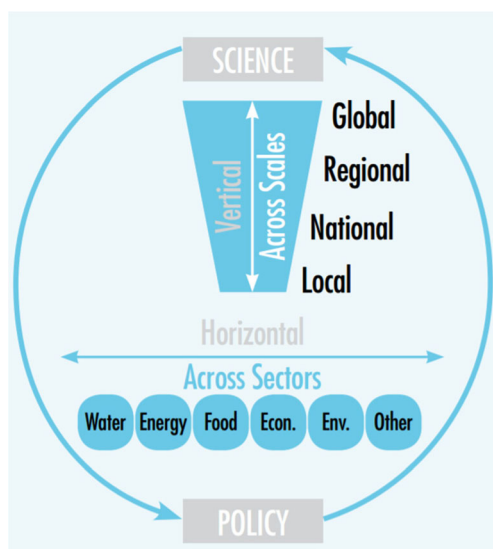 SCIENCE
Global
Regional
National
Local
Vertical
Across Scales
Horizontal
Across Sectors
Water Energy Food Econ. Env. Other
POLICY